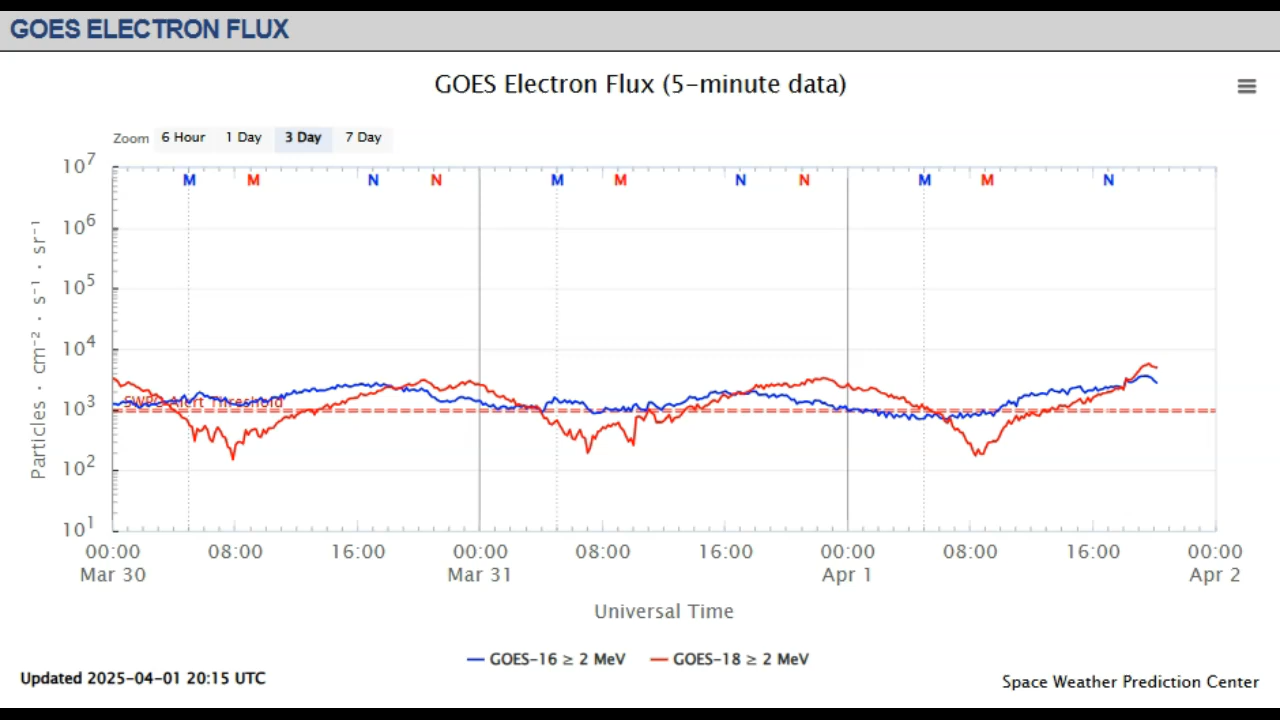 GOES ELECTRON FLUX
GOES Electron Flux (5-minute data)
Zoom 6 Hour 1 Day 3 Day 7 Day
10⁷
M M N N M M N N M M N
10⁶
10⁵
10⁴
SWPC Alert Threshold
10³
10²
10¹
Particles · cm⁻² · s⁻¹ · sr⁻¹
00:00 08:00 16:00 00:00 08:00 16:00 00:00 08:00 16:00 00:00
Mar 30 Mar 31 Apr 1 Apr 2
Universal Time
GOES-16 ≥ 2 MeV GOES-18 ≥ 2 MeV
Updated 2025-04-01 20:15 UTC
Space Weather Prediction Center